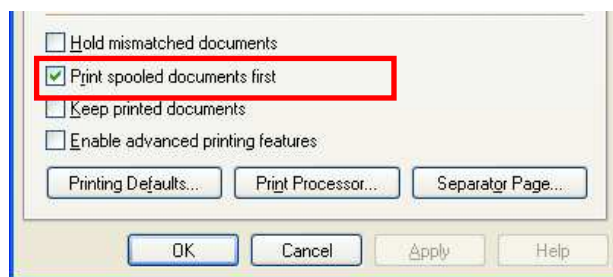 Hold mismatched documents
Print spooled documents first
Keep printed documents
Enable advanced printing features
Printing Defaults... Print Processor... Separator Page...
OK Cancel Apply Help